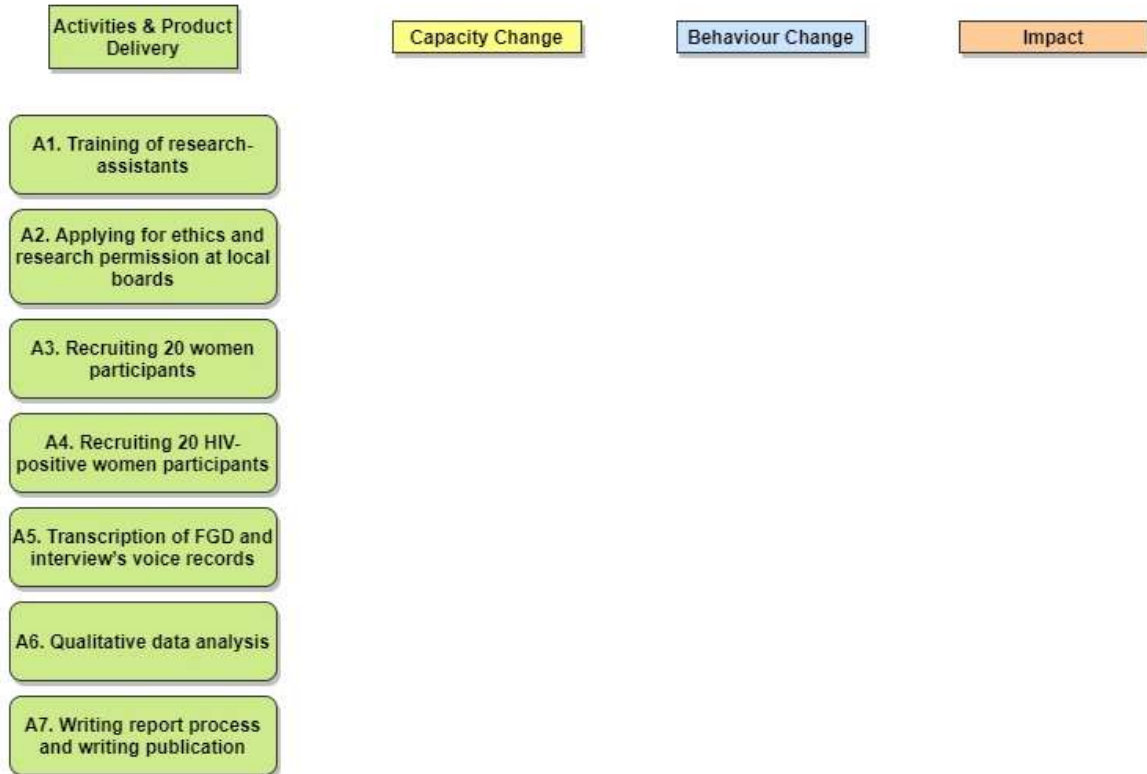 Activities & Product
Delivery
Capacity Change
Behaviour Change
Impact
A1. Training of research-
assistants
A2. Applying for ethics and
research permission at local
boards
A3. Recruiting 20 women
participants
A4. Recruiting 20 HIV-
positive women participants
A5. Transcription of FGD and
interview's voice records
A6. Qualitative data analysis
A7. Writing report process
and writing publication